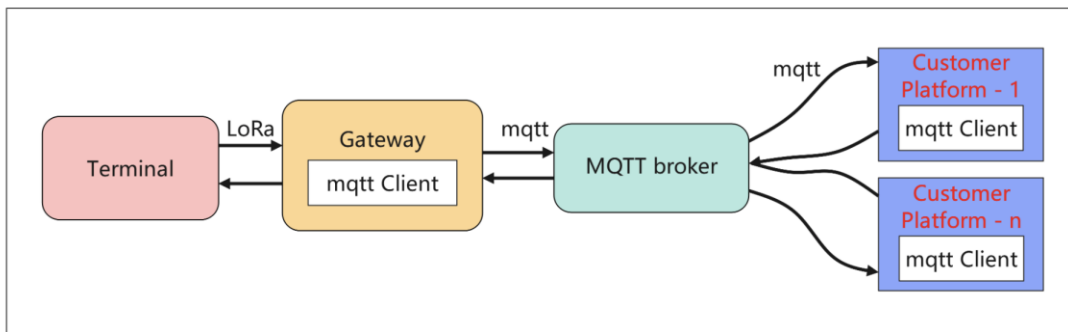 Terminal
LoRa
Gateway
mqtt Client
mqtt
MQTT broker
mqtt
Customer
Platform - 1
mqtt Client
Customer
Platform - n
mqtt Client